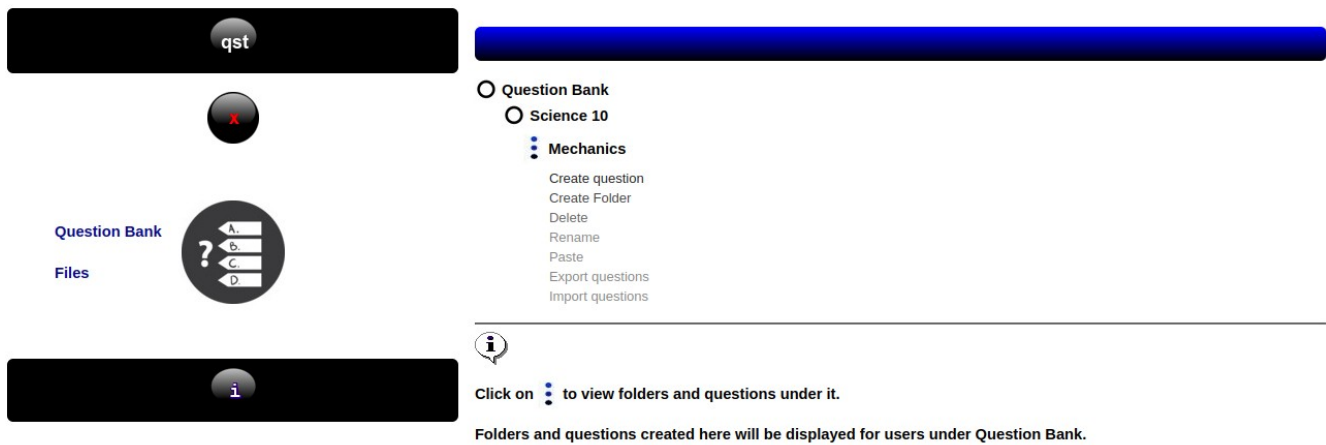 qst
x
Question Bank
Files
?
A.
B.
C.
D.
i
Question Bank
Science 10
Mechanics
Create question
Create Folder
Delete
Rename
Paste
Export questions
Import questions
i
Click on to view folders and questions under it.
Folders and questions created here will be displayed for users under Question Bank.